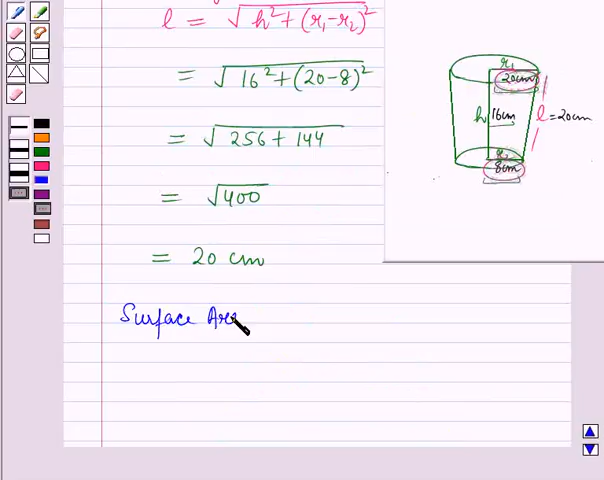 l = √h² + (r₁-r₂)²
= √16² + (20-8)²
= √256 + 144
= √400
= 20 cm
Surface Are
r₁
20cm
h 16cm l = 20cm
r₂
8cm